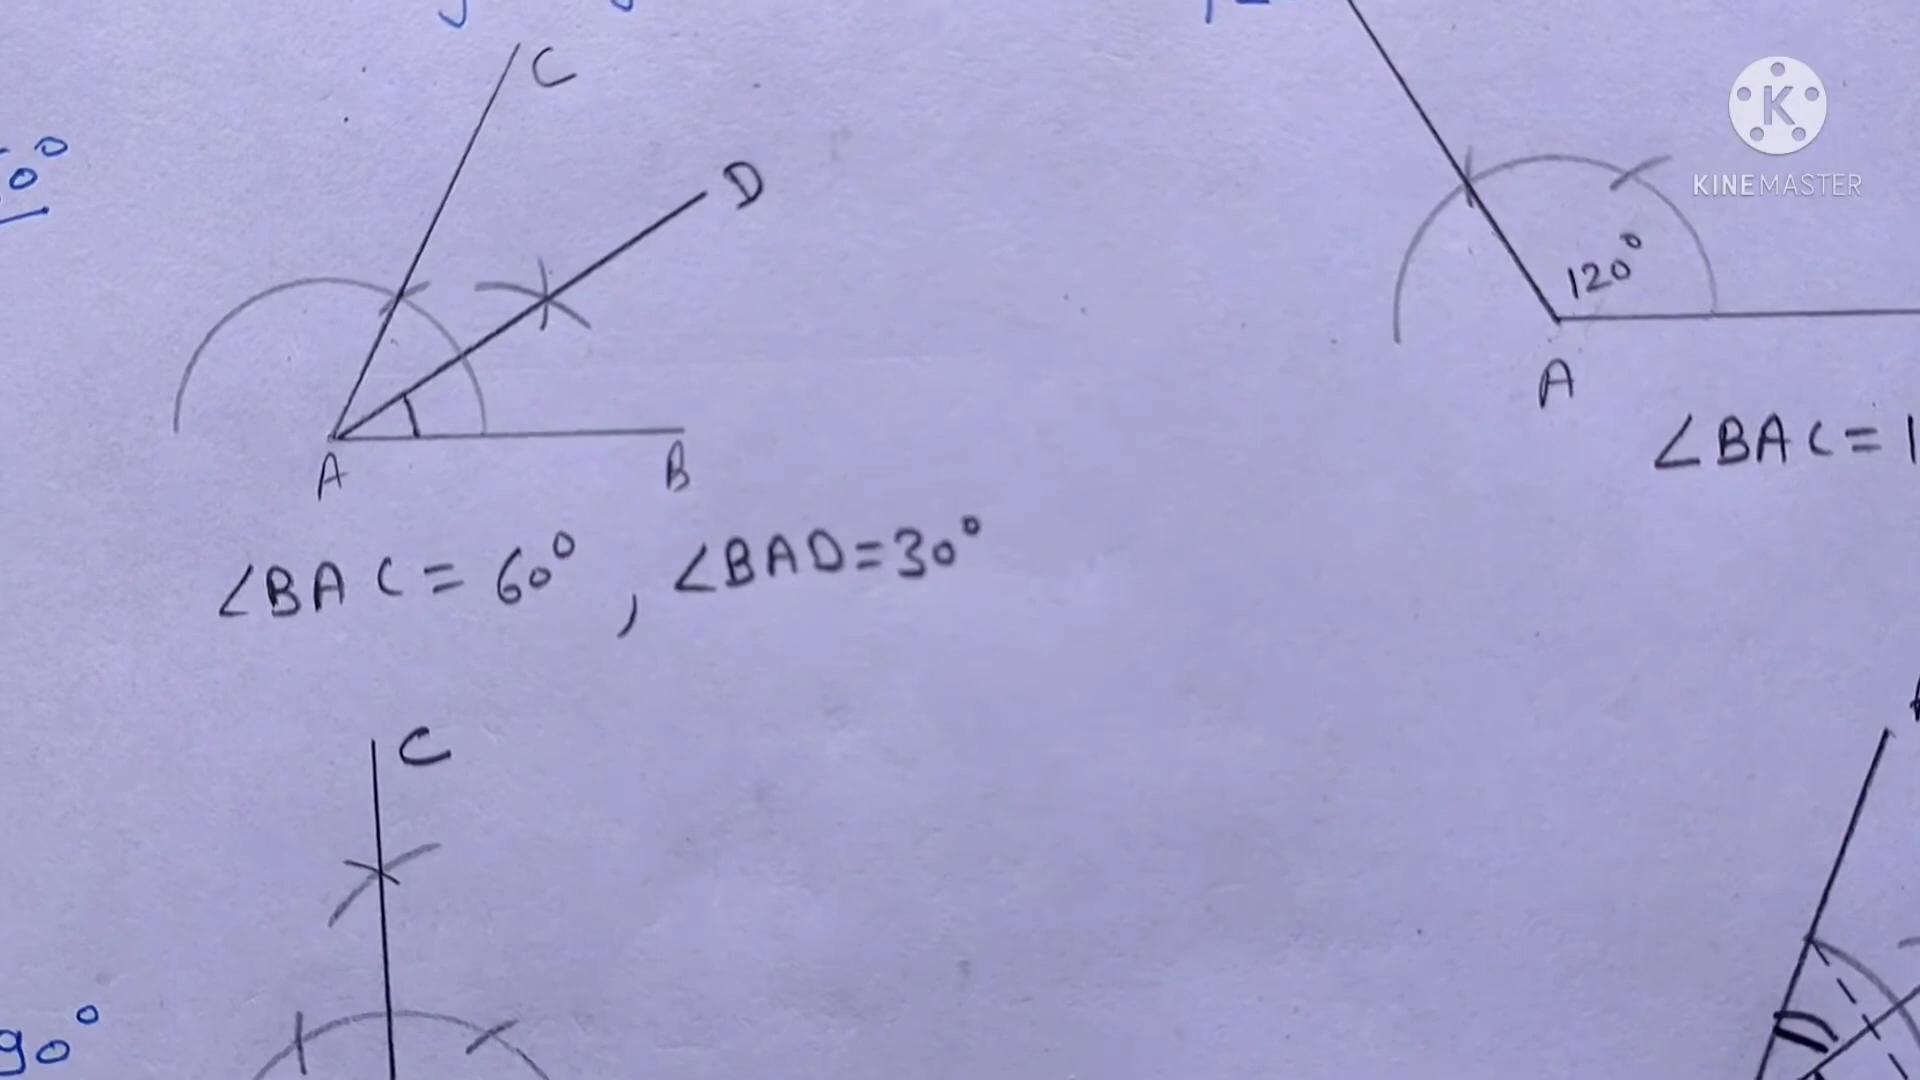 C
D
A
B
∠BAC = 60° , ∠BAD = 30°
120°
A
∠BAC = 1
C
90°
KINEMASTER